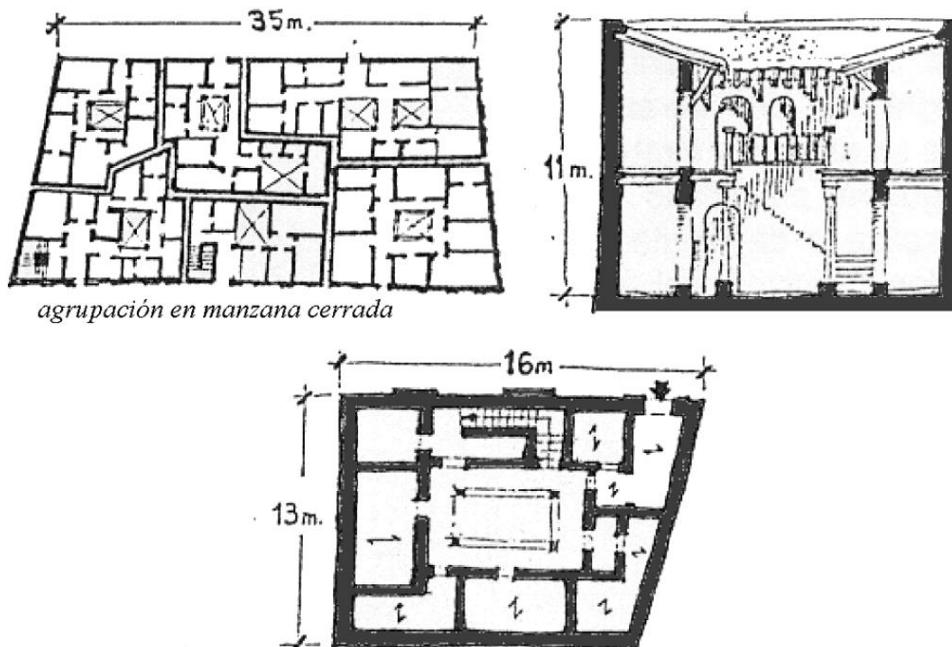 35m.
11m.
agrupación en manzana cerrada
16m
13m.